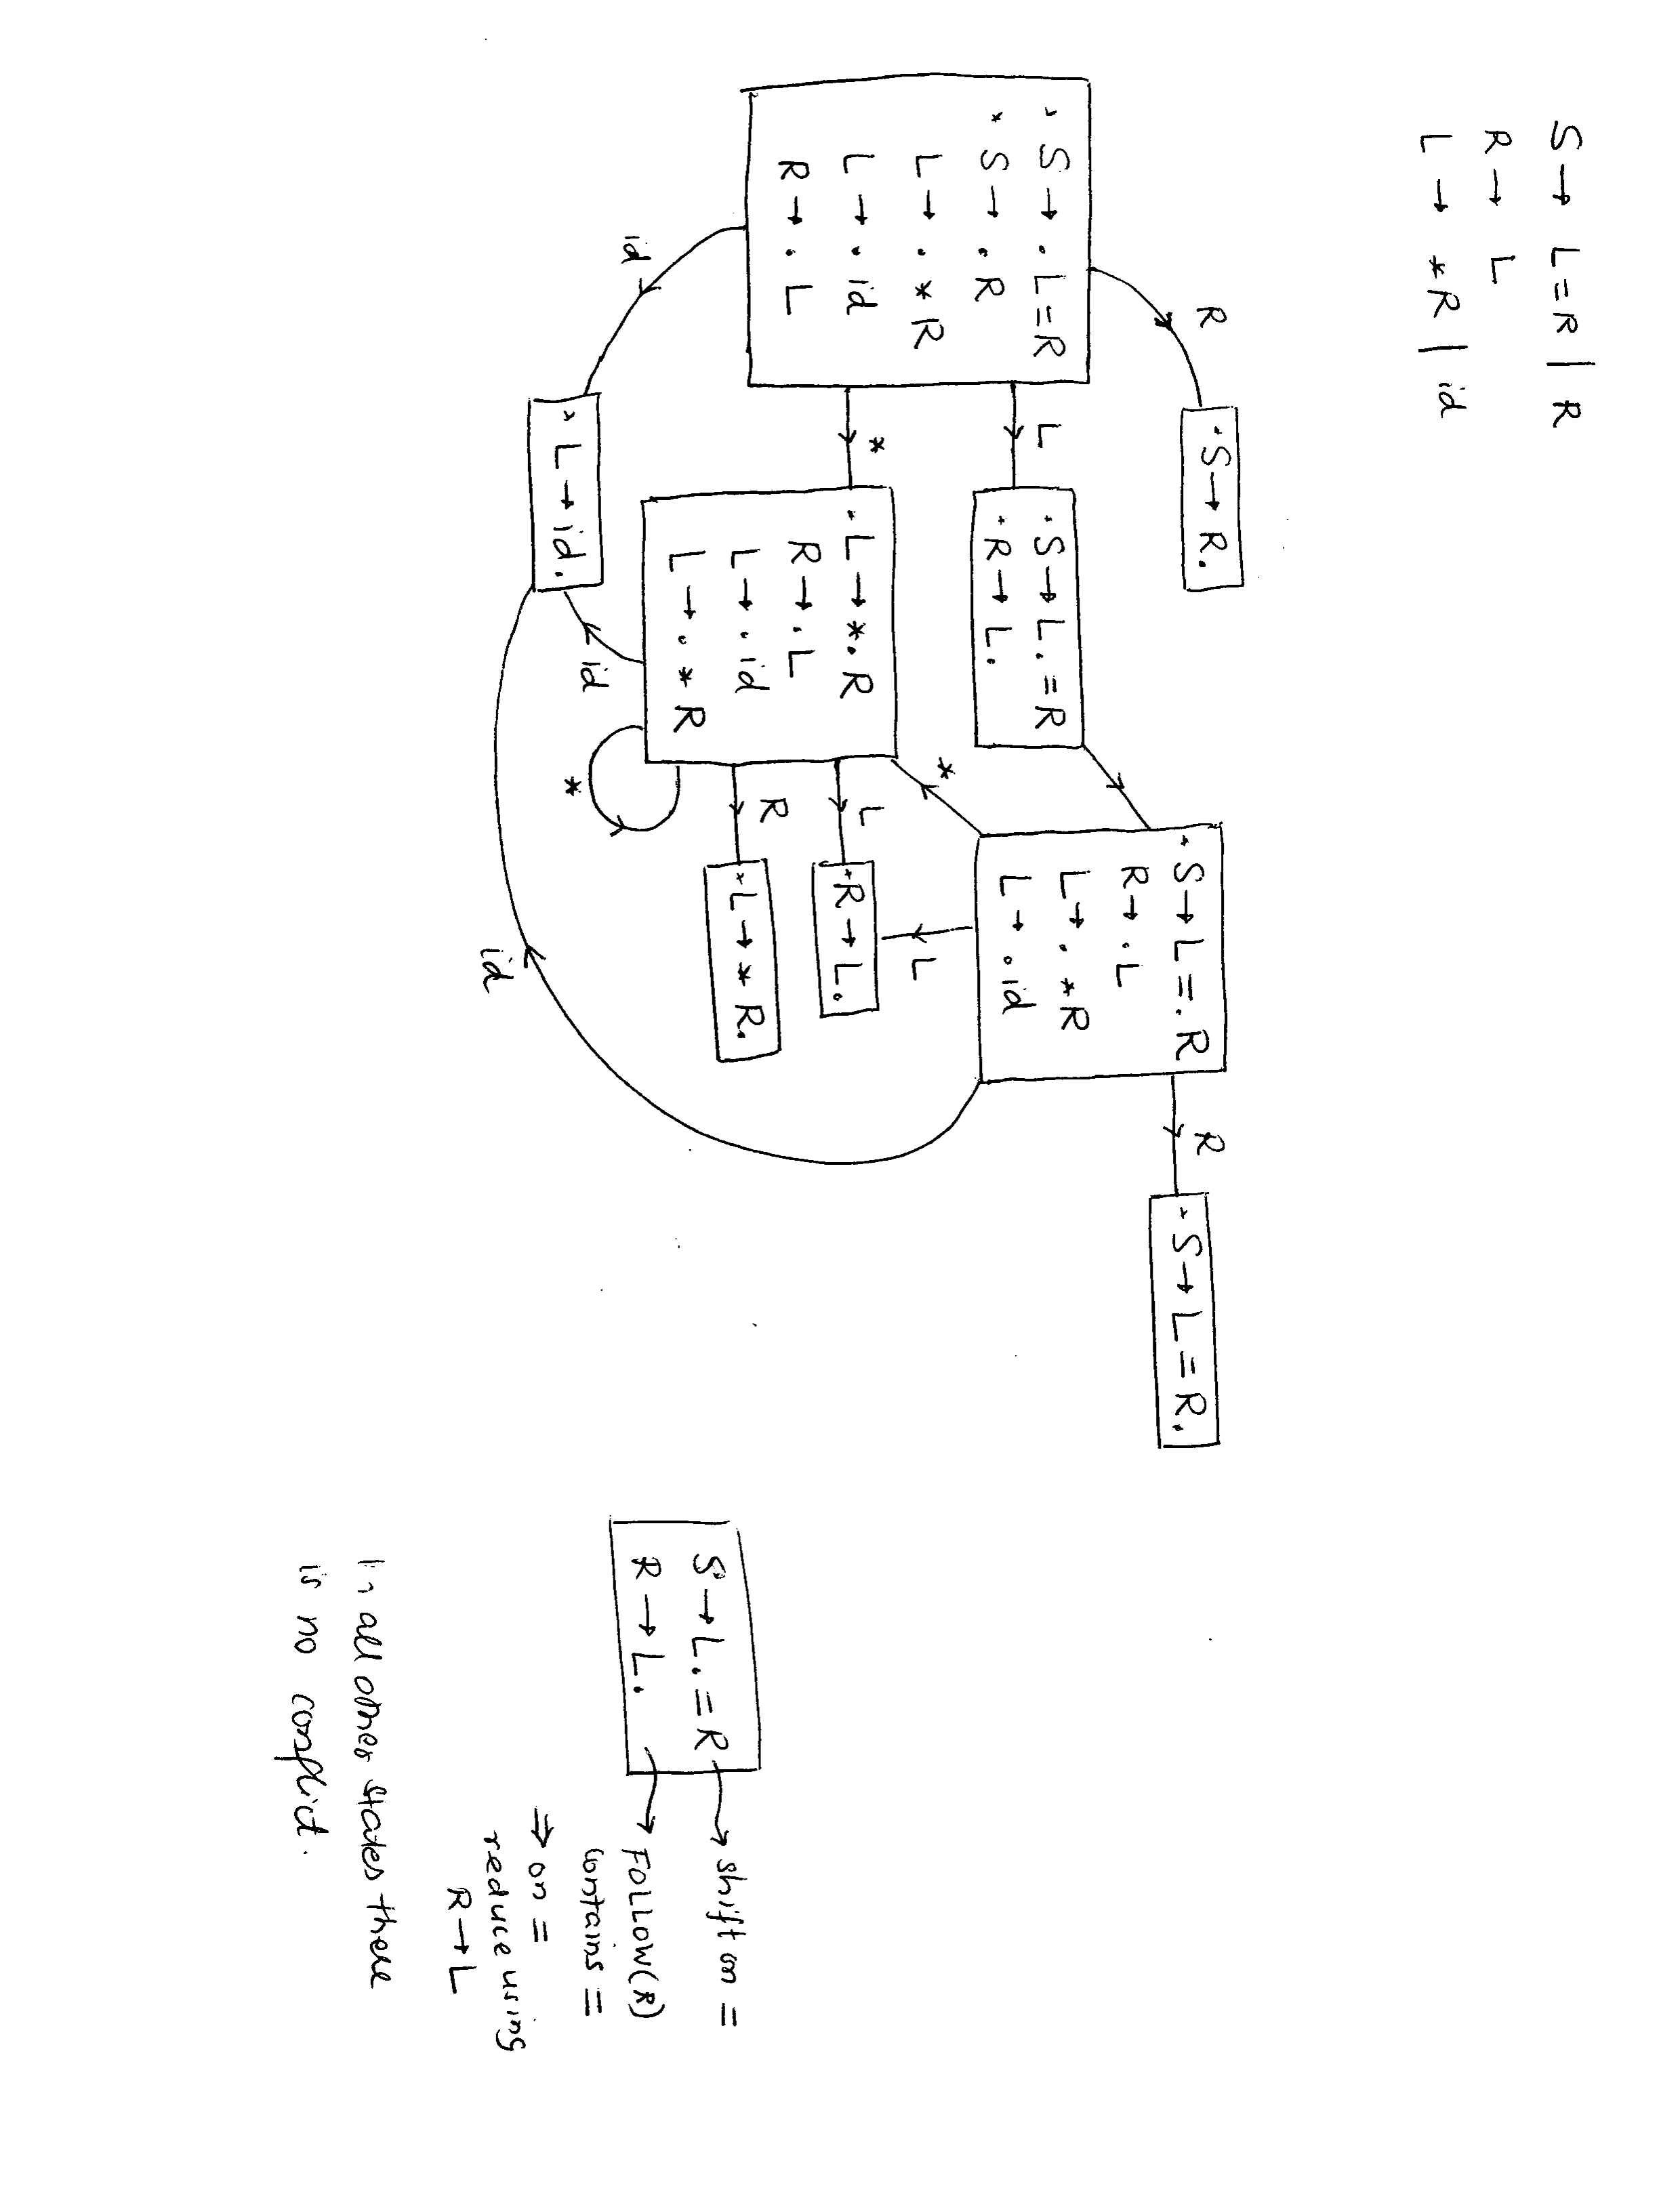 S → L=R | R
R → L
L → *R | id
R
S → .L=R
S → .R
L → .*R
L → .id
R → .L
S → R.
L
S → L.=R
R → L.
S → L=.R
R → .L
L → .*R
L → .id
R
S → L=R.
*
L → *.R
R → .L
L → .id
L → .*R
*
L
R → L.
L
R
L → *R.
*
id
L → id.
id
id
S → L.=R → shift on =
R → L. → FOLLOW(R)
contains =
⇒ on =
reduce using
R → L
In all other states there
is no conflict.